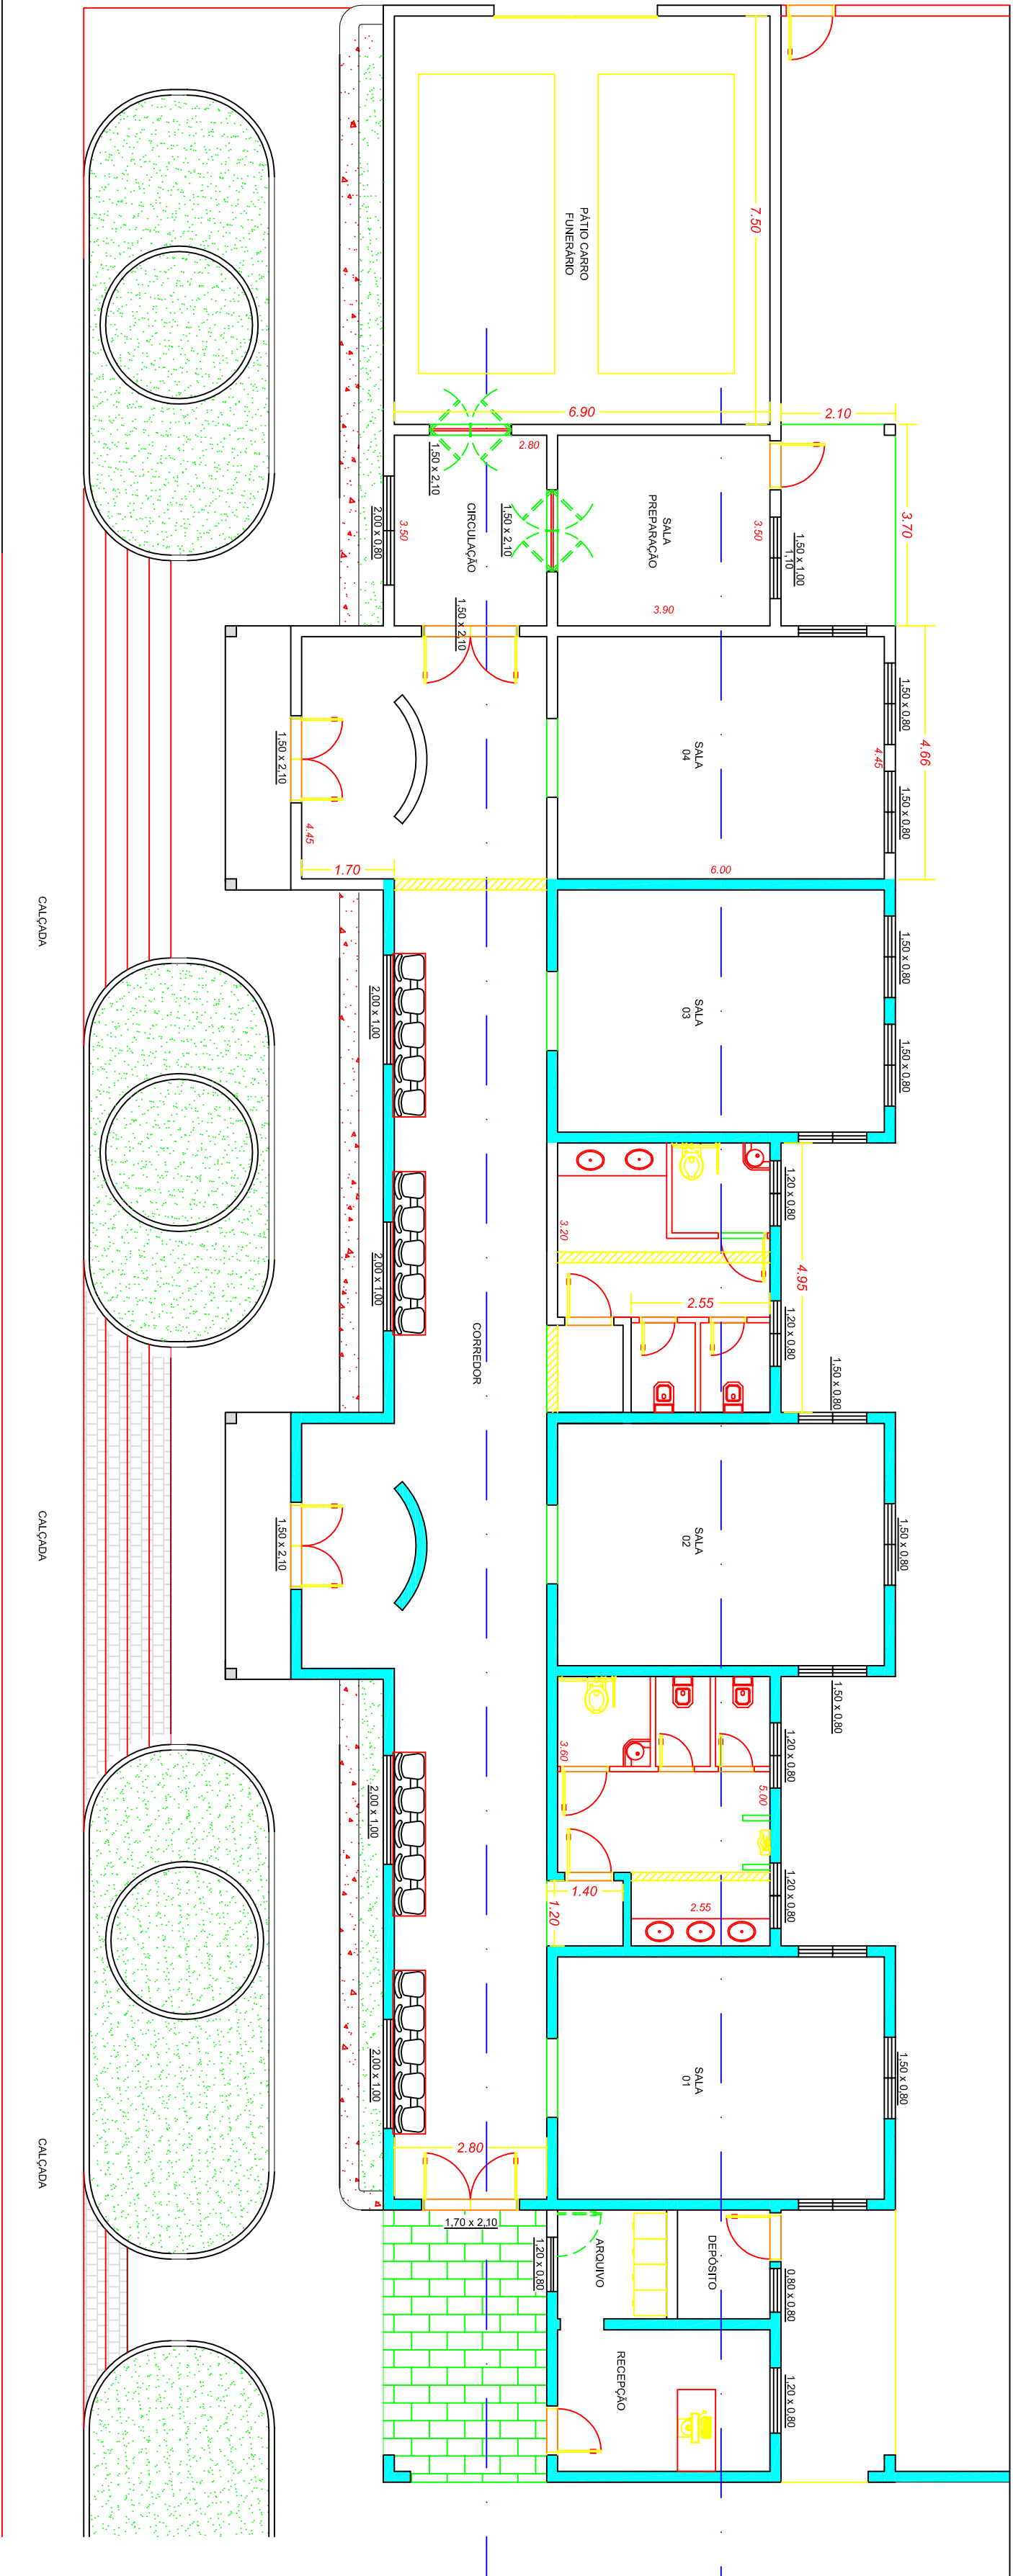 7.50
PÁTIO CARRO
FUNERÁRIO
6.90
2.10
2.80
1,50 x 2,10
3.70
CIRCULAÇÃO
1,50 x 2,10
SALA
PREPARAÇÃO
3.50
1,50 x 1,00
1,10
2,00 x 0,80
3.50
3.90
1,50 x 2,10
1,50 x 0,80
4.66
4.45
SALA
04
1,50 x 0,80
1,50 x 2,10
4.45
1.70
6.00
CALÇADA
1,50 x 0,80
SALA
03
2,00 x 1,00
1,50 x 0,80
1,20 x 0,80
3.20
4.95
2,00 x 1,00
2.55
1,20 x 0,80
CORREDOR
1,50 x 0,80
CALÇADA
1,50 x 2,10
SALA
02
1,50 x 0,80
1,50 x 0,80
3.60
1,20 x 0,80
5.00
2,00 x 1,00
1.40
1.20
2.55
1,20 x 0,80
SALA
01
1,50 x 0,80
2,00 x 1,00
2.80
CALÇADA
1,70 x 2,10
1,20 x 0,80
ARQUIVO
DEPÓSITO
0,80 x 0,80
RECEPÇÃO
1,20 x 0,80